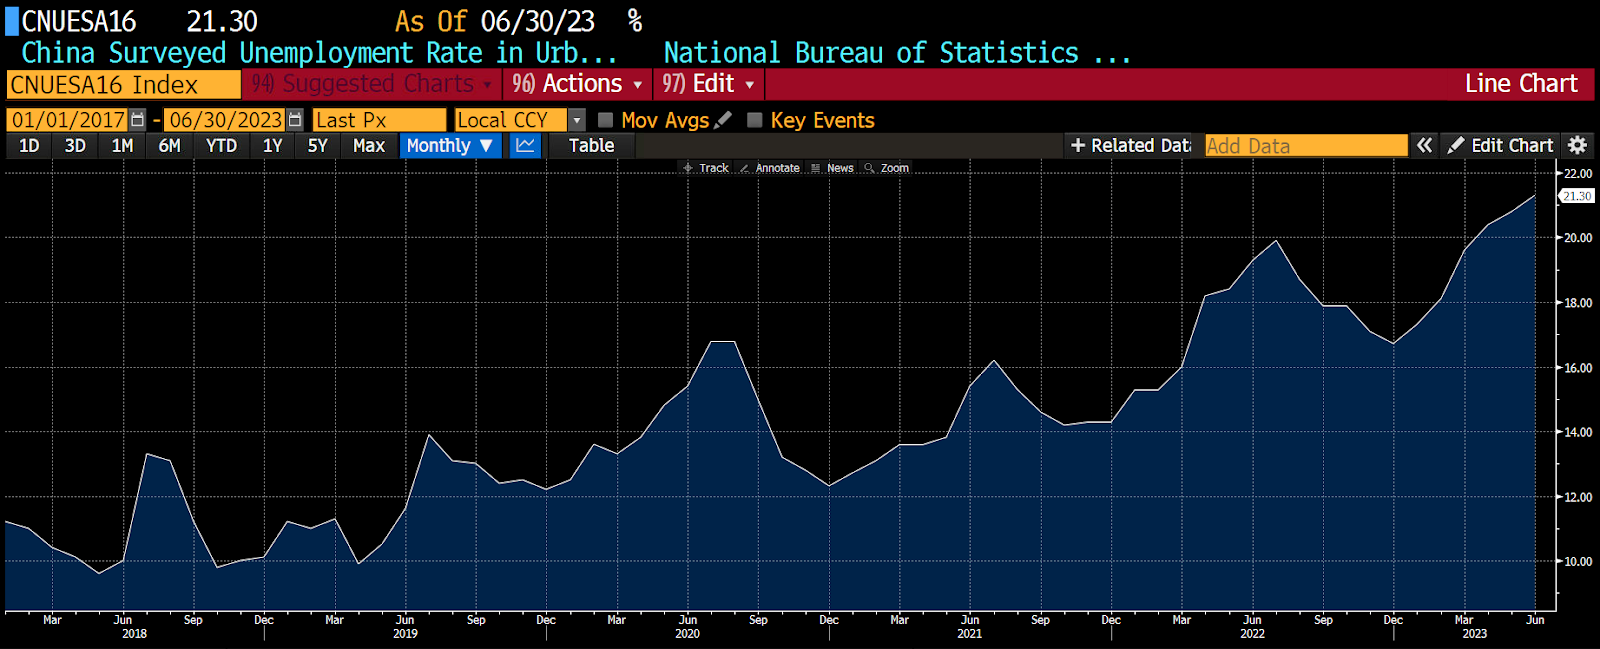 CNUESA16 21.30 As Of 06/30/23 %
China Surveyed Unemployment Rate in Urb... National Bureau of Statistics ...
CNUESA16 Index 94) Suggested Charts 96) Actions 97) Edit Line Chart
01/01/2017 - 06/30/2023 Last Px Local CCY Mov Avgs Key Events
1D 3D 1M 6M YTD 1Y 5Y Max Monthly ▼ Table + Related Data Add Data « Edit Chart
Track Annotate News Zoom
22.00
21.30
20.00
18.00
16.00
14.00
12.00
10.00
Mar Jun Sep Dec Mar Jun Sep Dec Mar Jun Sep Dec Mar Jun Sep Dec Mar Jun Sep Dec Mar Jun
2018 2019 2020 2021 2022 2023